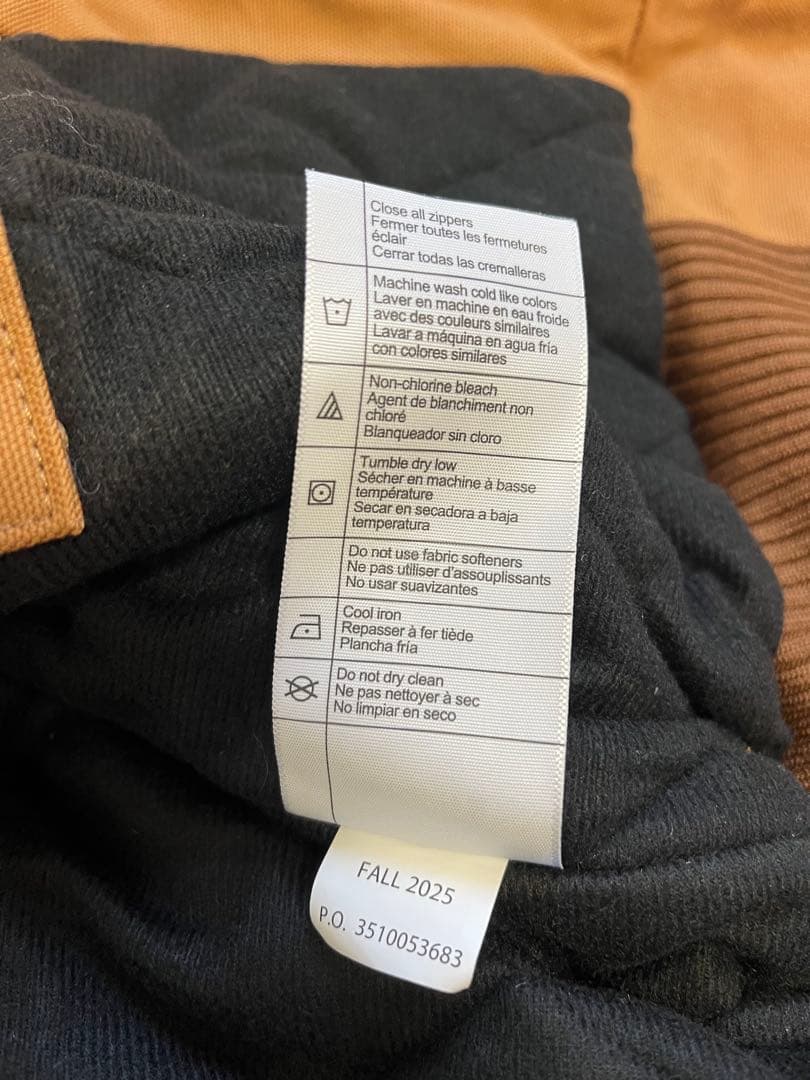 Close all zippers
Fermer toutes les fermetures
éclair
Cerrar todas las cremalleras
Machine wash cold like colors
Laver en machine en eau froide
avec des couleurs similaires
Lavar a máquina en agua fría
con colores similares
Non-chlorine bleach
Agent de blanchiment non
chloré
Blanqueador sin cloro
Tumble dry low
Sécher en machine à basse
température
Secar en secadora a baja
temperatura
Do not use fabric softeners
Ne pas utiliser d'assouplissants
No usar suavizantes
Cool iron
Repasser à fer tiède
Plancha fría
Do not dry clean
Ne pas nettoyer à sec
No limpiar en seco
FALL 2025
P.O. 3510053683